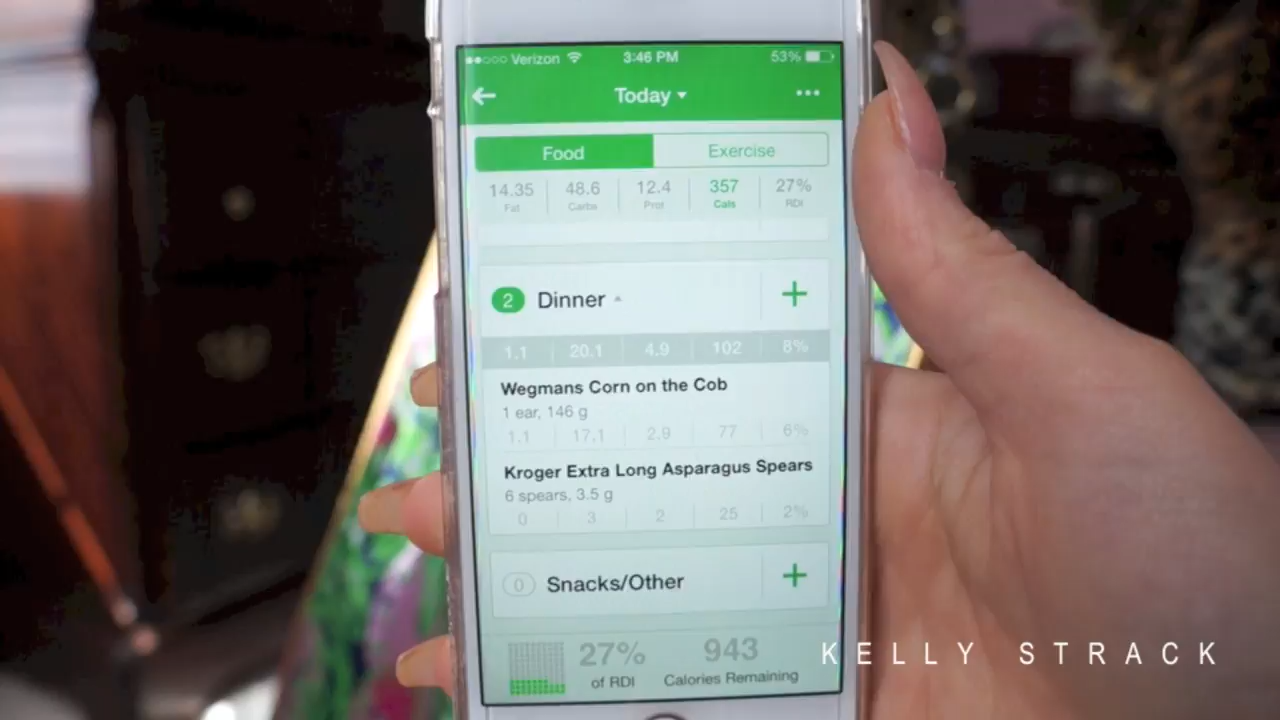 Verizon 3:46 PM 53%
Today
Food Exercise
14.35 48.6 12.4 357 27%
Fat Carbs Prot Cals RDI
2 Dinner
1.1 20.1 4.9 102 8%
Wegmans Corn on the Cob
1 ear, 146 g
1.1 17.1 2.9 77 6%
Kroger Extra Long Asparagus Spears
6 spears, 3.5 g
0 3 2 25 2%
0 Snacks/Other
27% 943
of RDI Calories Remaining
KELLY STRACK